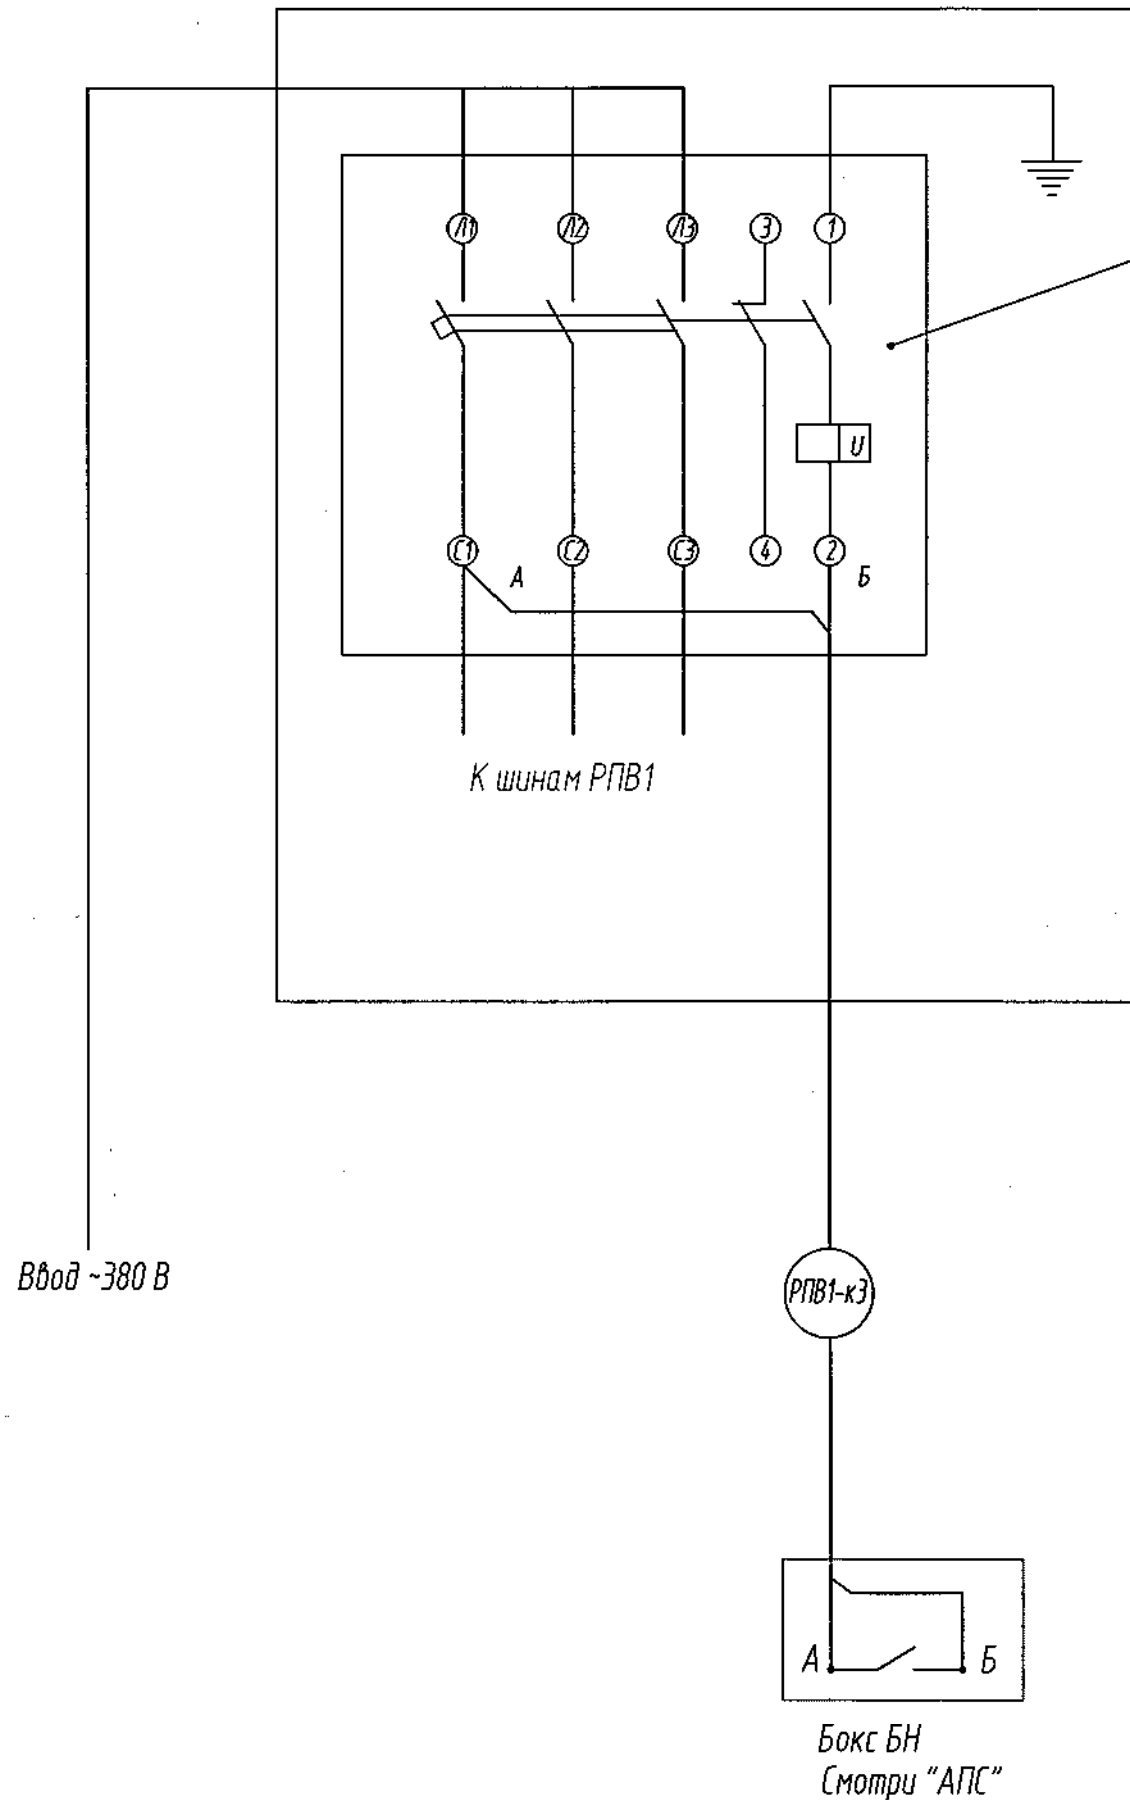 Л1
Л2
Л3
3
1
U
С1
С2
С3
4
2
А
Б
К шинам РПВ1
Ввод ~380 В
РПВ1-к3
А
Б
Бокс БН
Смотри "АПС"